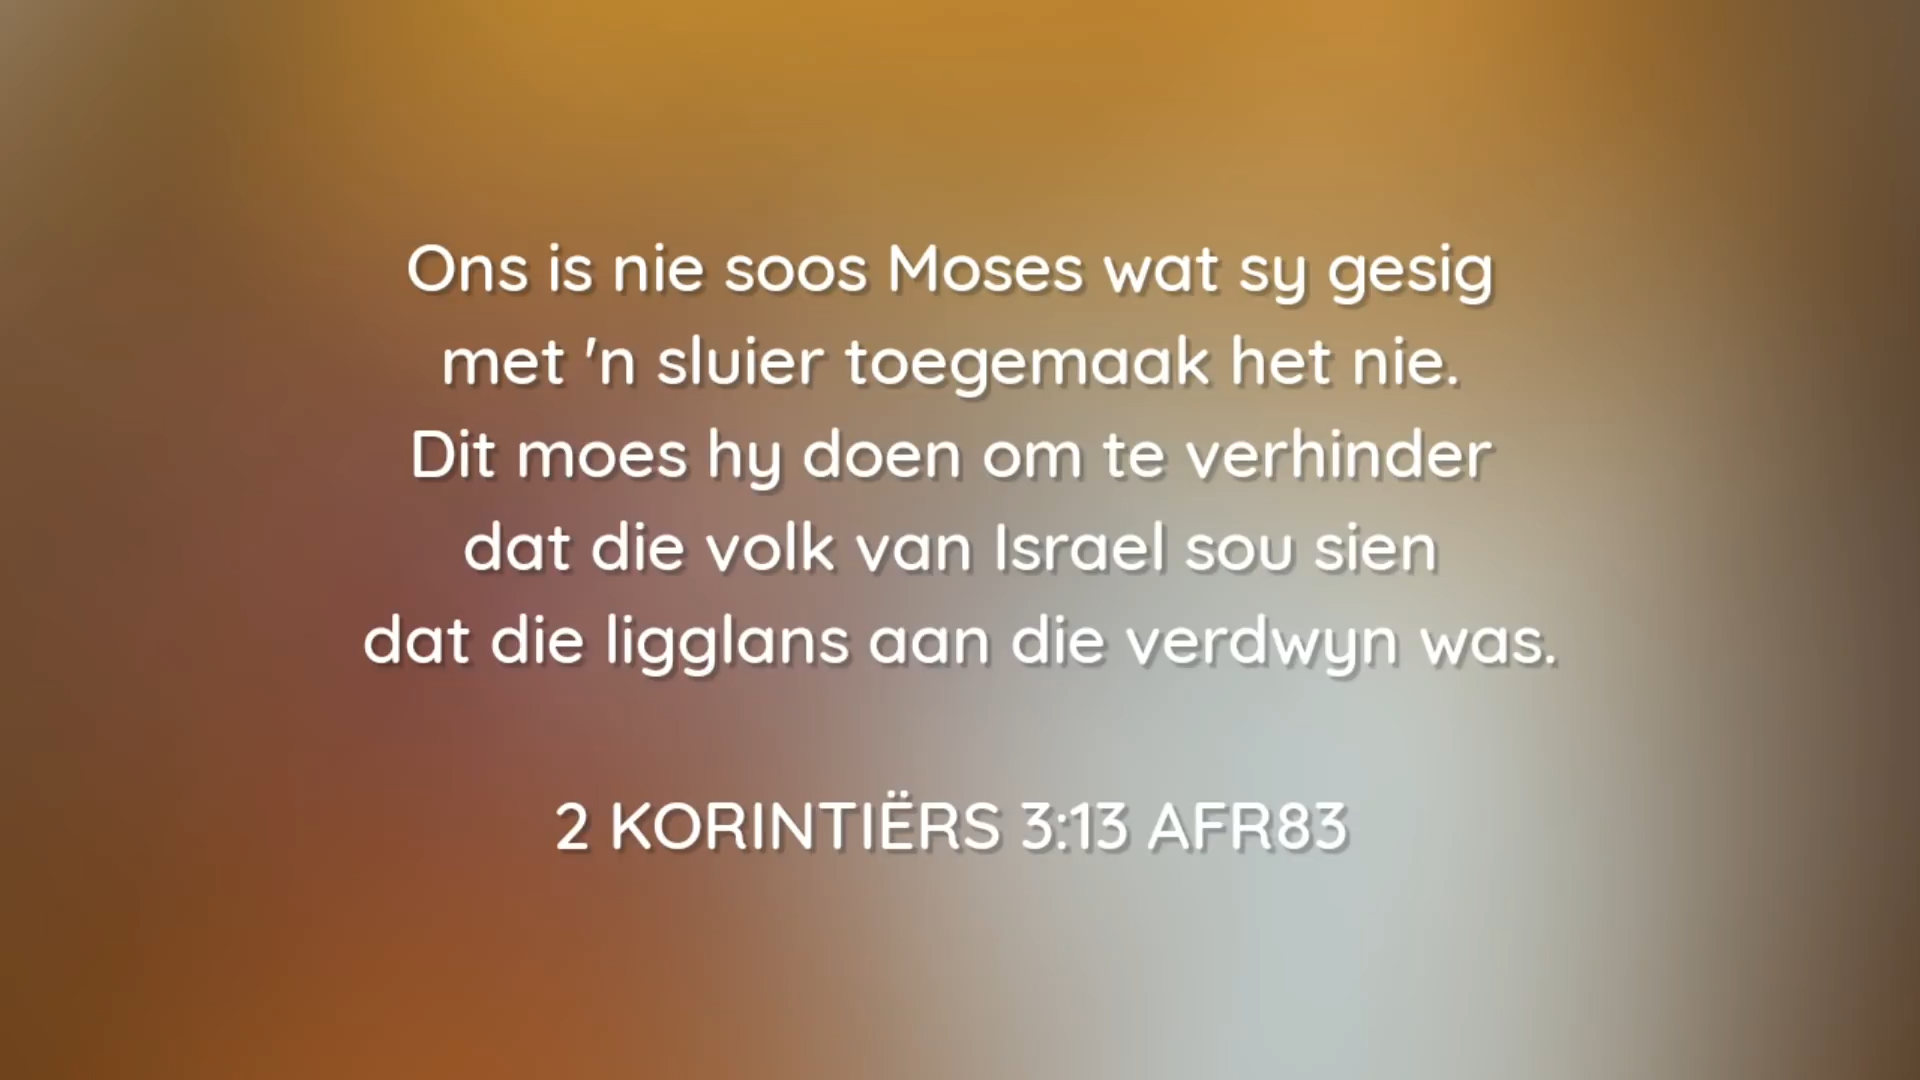 Ons is nie soos Moses wat sy gesig
met 'n sluier toegemaak het nie.
Dit moes hy doen om te verhinder
dat die volk van Israel sou sien
dat die ligglans aan die verdwyn was.
2 KORINTIËRS 3:13 AFR83